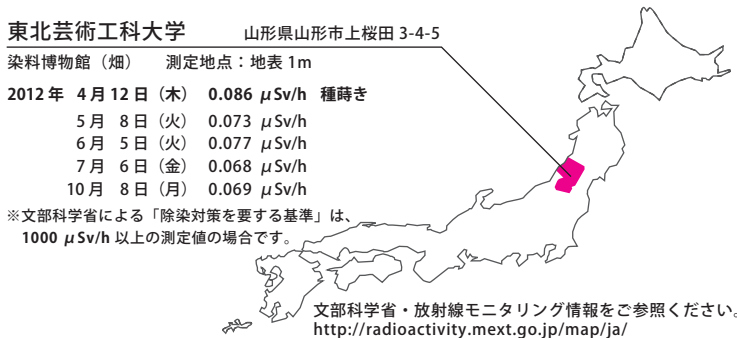 東北芸術工科大学 山形県山形市上桜田 3-4-5
染料博物館（畑） 測定地点：地表 1m
2012 年 4 月 12 日（木） 0.086 μSv/h 種蒔き
5 月 8 日（火） 0.073 μSv/h
6 月 5 日（火） 0.077 μSv/h
7 月 6 日（金） 0.068 μSv/h
10 月 8 日（月） 0.069 μSv/h
※文部科学省による「除染対策を要する基準」は、
1000 μSv/h 以上の測定値の場合です。
文部科学省・放射線モニタリング情報をご参照ください。
http://radioactivity.mext.go.jp/map/ja/